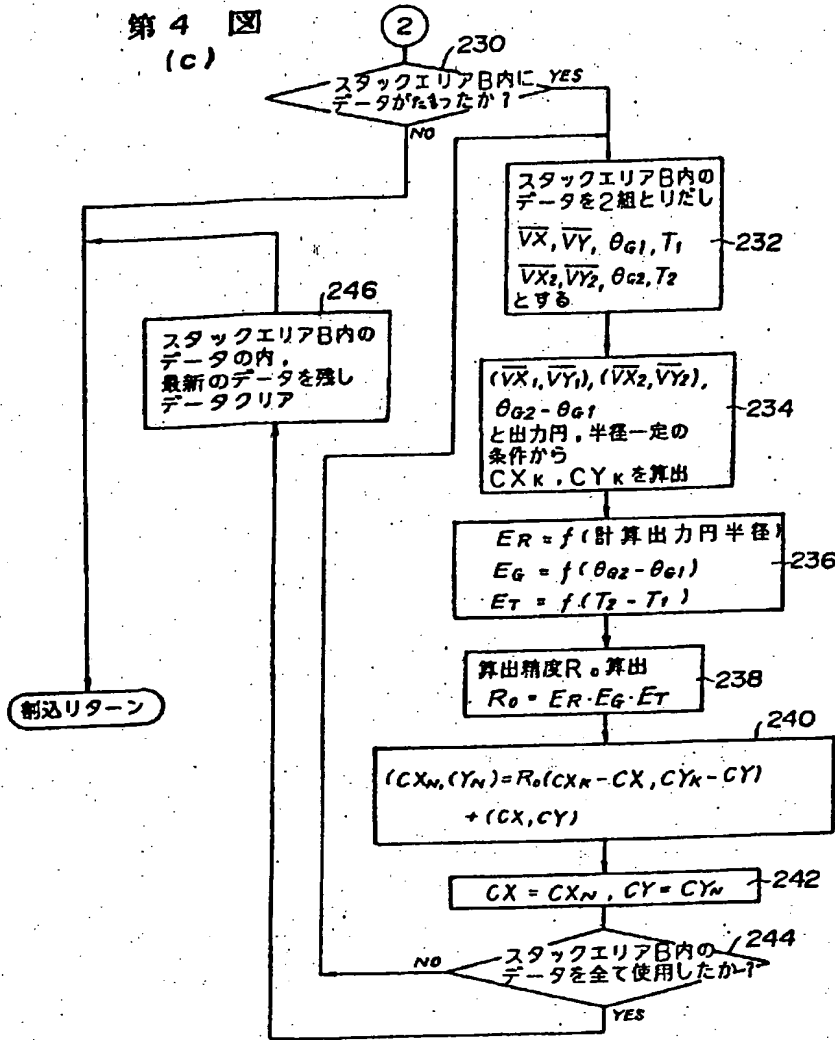 第 4 図
(c)
2
230
スタックエリアB内に
データがたまったか?
YES
NO
スタックエリアB内の
データを2組とりだし
V̅X̅, V̅Y̅, θG1, T1
V̅X̅2, V̅Y̅2, θG2, T2
とする
232
246
スタックエリアB内の
データの内,
最新のデータを残し
データクリア
(V̅X̅1, V̅Y̅1), (V̅X̅2, V̅Y̅2),
θG2 - θG1
と出力円, 半径一定の
条件から
CXK, CYKを算出
234
ER = f(計算出力円半径)
EG = f(θG2 - θG1)
ET = f(T2 - T1)
236
算出精度R0算出
R0 = ER・EG・ET
238
割込リターン
240
(CXN, CYN) = R0(CXK - CX, CYK - CY)
+ (CX, CY)
CX = CXN, CY = CYN
242
244
スタックエリアB内の
データを全て使用したか?
NO
YES